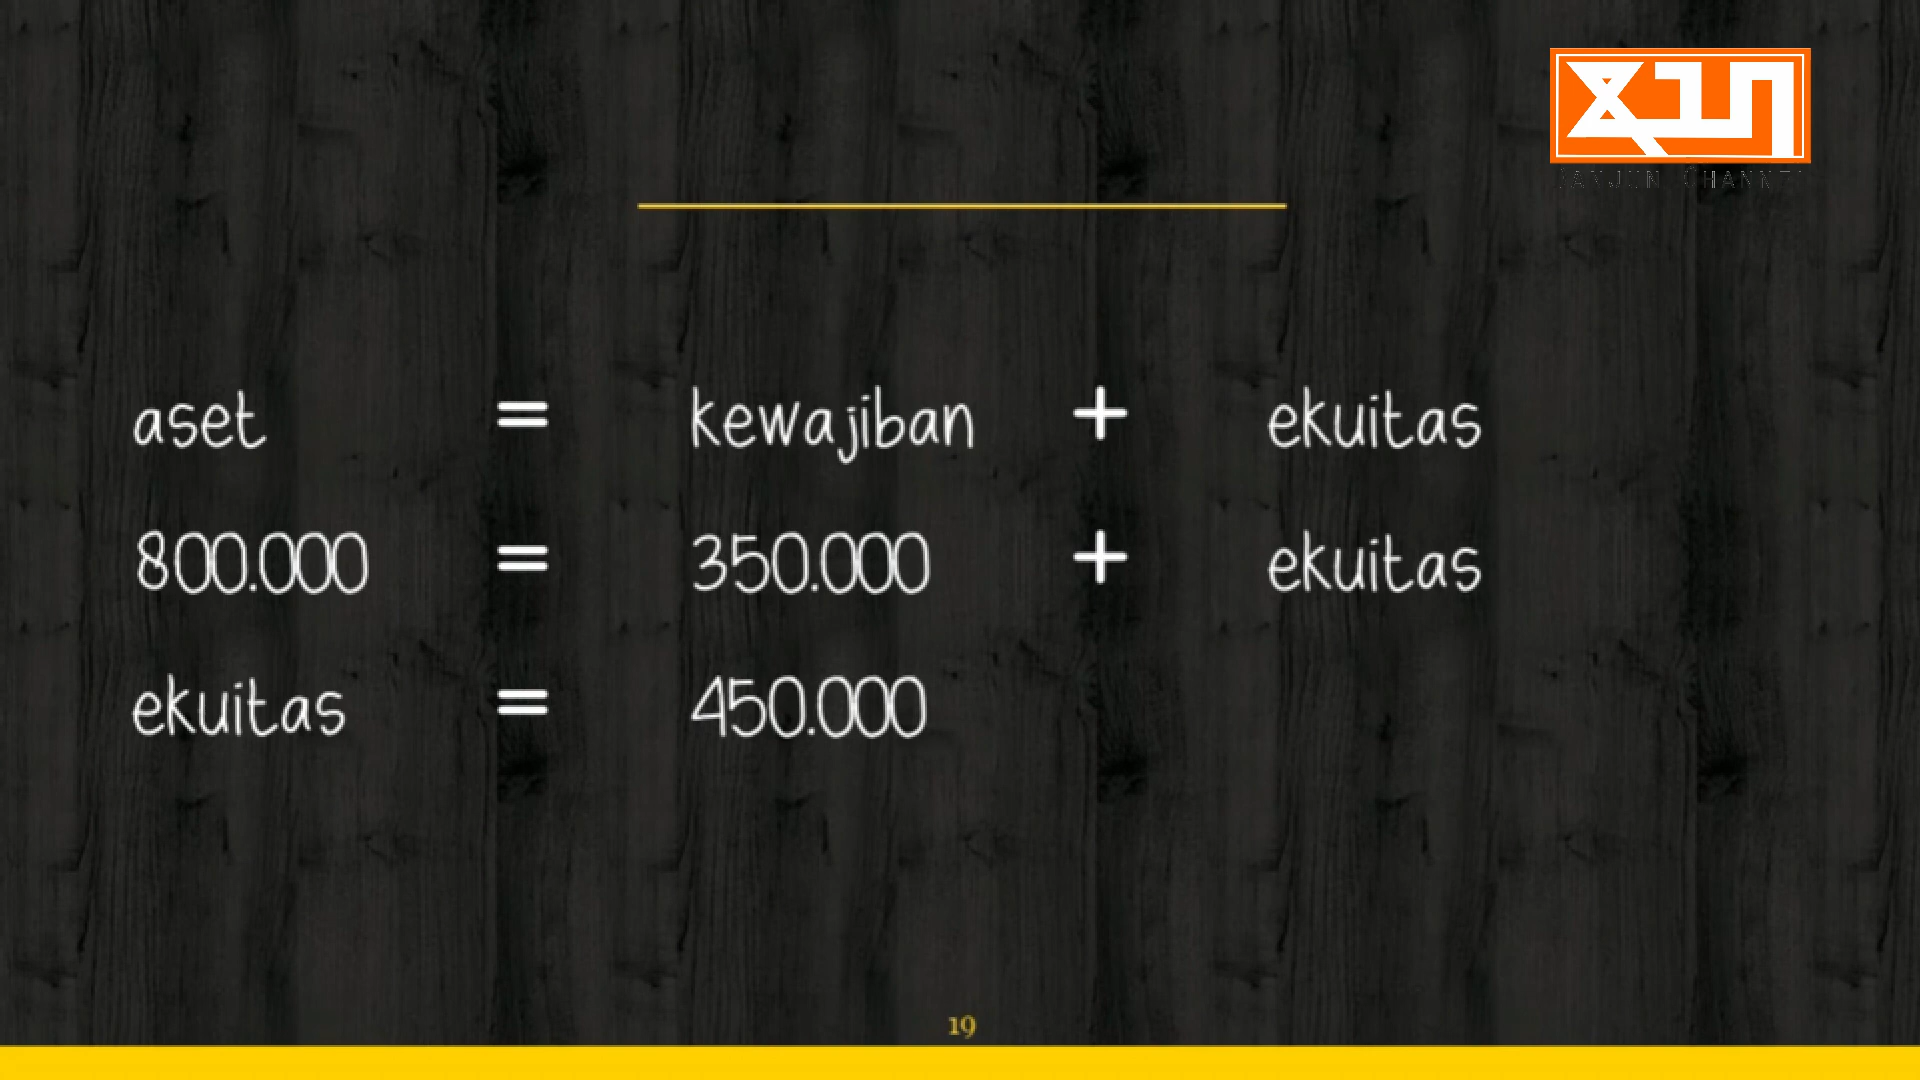 aset = kewajiban + ekuitas
800.000 = 350.000 + ekuitas
ekuitas = 450.000
19